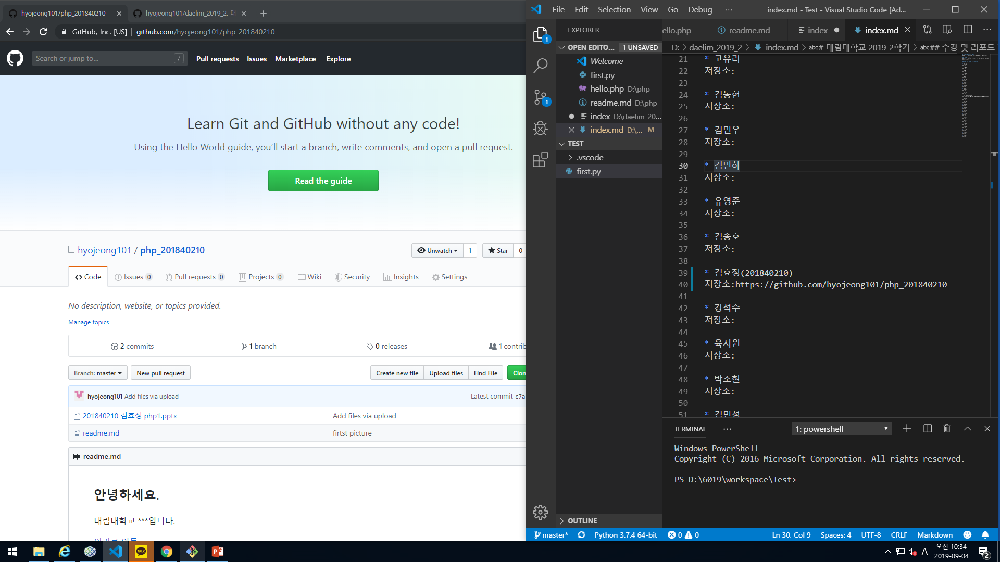 hyojeong101/php_201840210
hyojeong101/daelim_2019_2: 대
GitHub, Inc. [US]
github.com/hyojeong101/php_201840210
Search or jump to...
/
Pull requests
Issues
Marketplace
Explore
Learn Git and GitHub without any code!
Using the Hello World guide, you’ll start a branch, write comments, and open a pull request.
Read the guide
hyojeong101 / php_201840210
Unwatch
1
Star
0
Code
Issues 0
Pull requests 0
Projects 0
Wiki
Security
Insights
Settings
No description, website, or topics provided.
Manage topics
2 commits
1 branch
0 releases
1 contrib
Branch: master
New pull request
Create new file
Upload files
Find File
Clon
hyojeong101 Add files via upload
Latest commit c7a
201840210 김효정 php1.pptx
Add files via upload
readme.md
firtst picture
readme.md
안녕하세요.
대림대학교 ***입니다.
File Edit Selection View Go Debug ...
index.md - Test - Visual Studio Code [Ad...
1
1
EXPLORER
OPEN EDITO...
1 UNSAVED
Welcome
first.py
hello.php D:\php
readme.md D:\php
index D:\daelim_20...
index.md D:\... M
TEST
.vscode
first.py
OUTLINE
ello.php
readme.md
index
index.md
D: > daelim_2019_2 > index.md > abc # 대림대학교 2019-2학기 > abc ## 수강 및 리포트
21 * 고유리
22 저장소:
23
24 * 김동현
25 저장소:
26
27 * 김민우
28 저장소:
29
30 * 김민하
31 저장소:
32
33 * 유영준
34 저장소:
35
36 * 김종호
37 저장소:
38
39 * 김효정(201840210)
40 저장소:https://github.com/hyojeong101/php_201840210
41
42 * 강석주
43 저장소:
44
45 * 육지원
46 저장소:
47
48 * 박소현
49 저장소:
50
51 * 김민성
TERMINAL
...
1: powershell
Windows PowerShell
Copyright (C) 2016 Microsoft Corporation. All rights reserved.
PS D:\6019\workspace\Test>
master*
Python 3.7.4 64-bit
0
0
Ln 30, Col 9
Spaces: 4
UTF-8
CRLF
Markdown
TALK
A
오전 10:34
2019-09-04
2